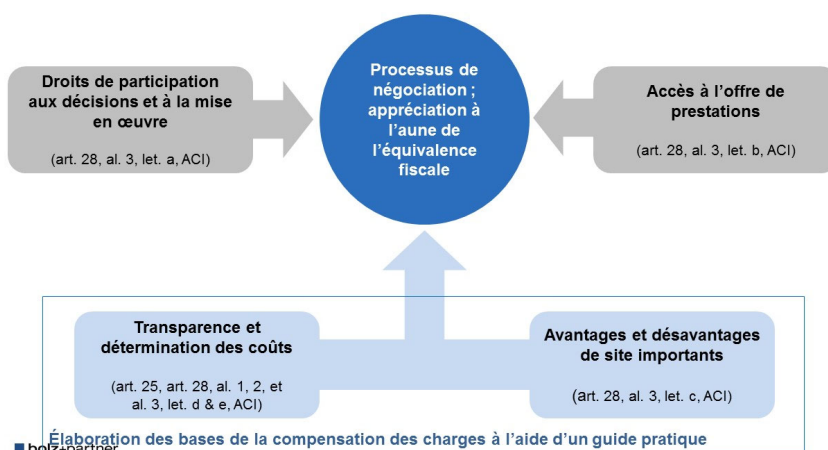 Droits de participation
aux décisions et à la mise
en œuvre
(art. 28, al. 3, let. a, ACI)
Processus de
négociation ;
appréciation à
l’aune de
l’équivalence
fiscale
Accès à l’offre de
prestations
(art. 28, al. 3, let. b, ACI)
Transparence et
détermination des coûts
(art. 25, art. 28, al. 1, 2, et
al. 3, let. d & e, ACI)
Avantages et désavantages
de site importants
(art. 28, al. 3, let. c, ACI)
Élaboration des bases de la compensation des charges à l’aide d’un guide pratique
bolz+partner